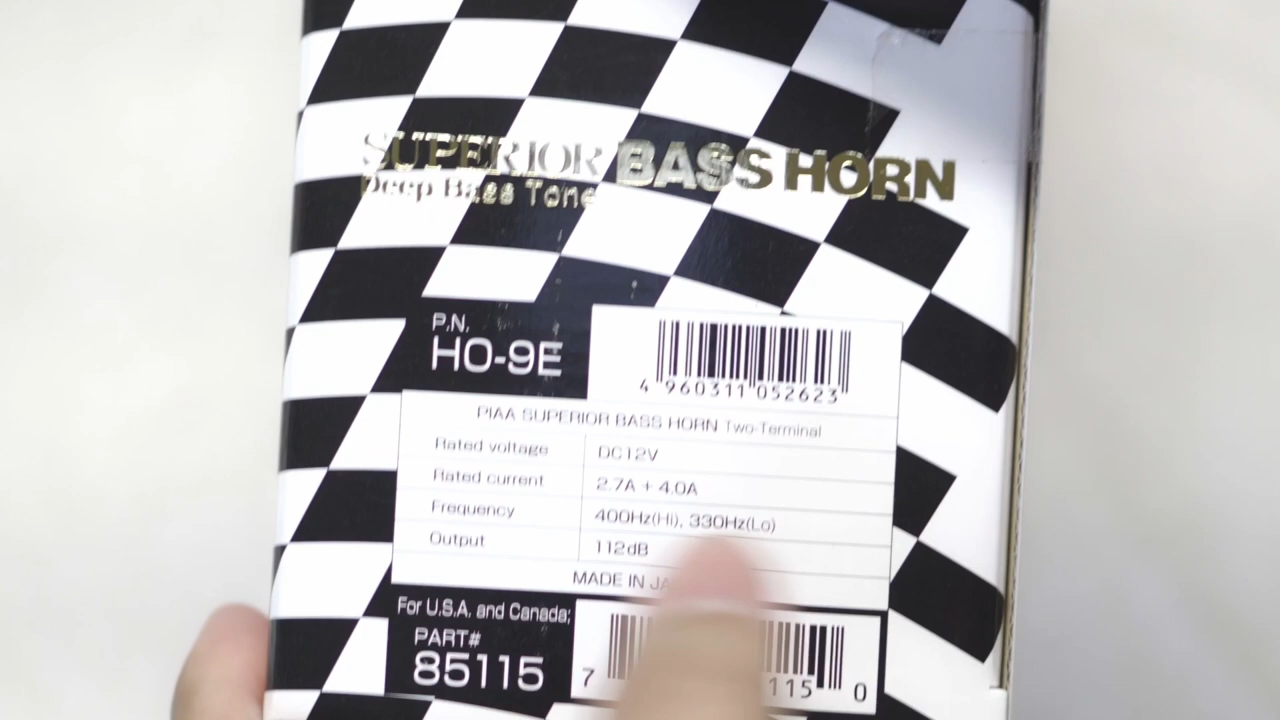 SUPERIOR BASS HORN
Deep Bass Tone
P.N.
HO-9E
4 960311 052623
PIAA SUPERIOR BASS HORN Two-Terminal
Rated voltage DC12V
Rated current 2.7A + 4.0A
Frequency 400Hz(Hi), 330Hz(Lo)
Output 112dB
MADE IN
For U.S.A. and Canada;
PART#
85115
7 115 0